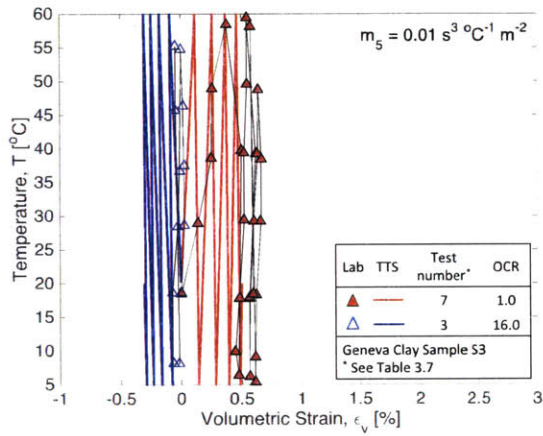 m₅ = 0.01 s³ °C⁻¹ m⁻²
60
55
50
45
40
35
30
25
20
15
10
5
Temperature, T [°C]
-1 -0.5 0 0.5 1 1.5 2 2.5 3
Volumetric Strain, ϵᵥ [%]
Lab TTS Test number* OCR
7 1.0
3 16.0
Geneva Clay Sample S3
* See Table 3.7